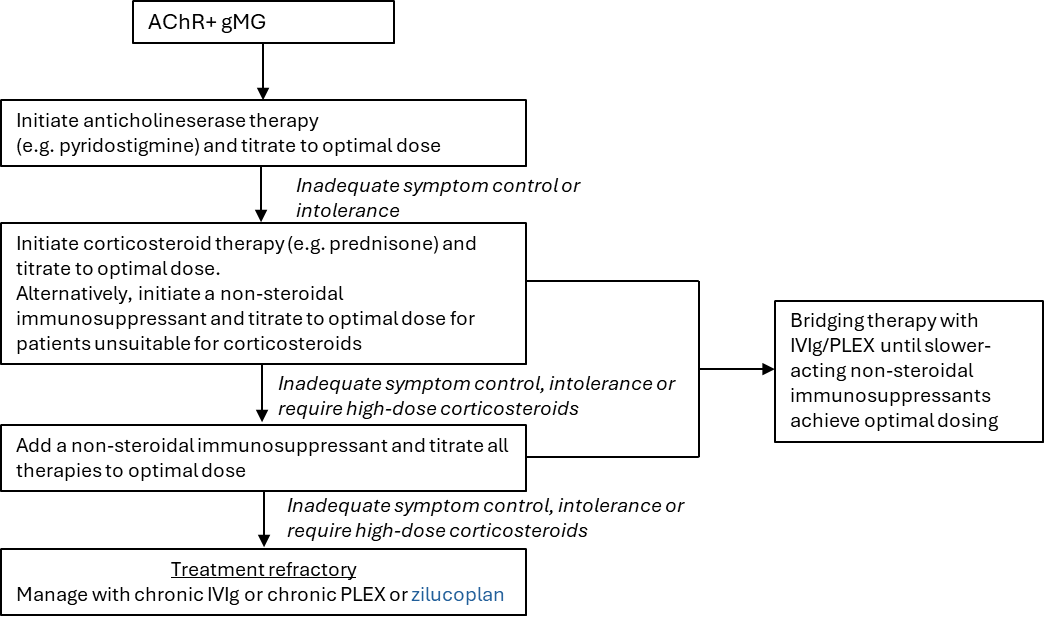 AChR+ gMG
Initiate anticholineserase therapy
(e.g. pyridostigmine) and titrate to optimal dose
Inadequate symptom control or
intolerance
Initiate corticosteroid therapy (e.g. prednisone) and
titrate to optimal dose.
Alternatively, initiate a non-steroidal
immunosuppressant and titrate to optimal dose for
patients unsuitable for corticosteroids
Bridging therapy with
IVIg/PLEX until slower-
acting non-steroidal
immunosuppressants
achieve optimal dosing
Inadequate symptom control, intolerance or
require high-dose corticosteroids
Add a non-steroidal immunosuppressant and titrate all
therapies to optimal dose
Inadequate symptom control, intolerance or
require high-dose corticosteroids
Treatment refractory
Manage with chronic IVIg or chronic PLEX or zilucoplan